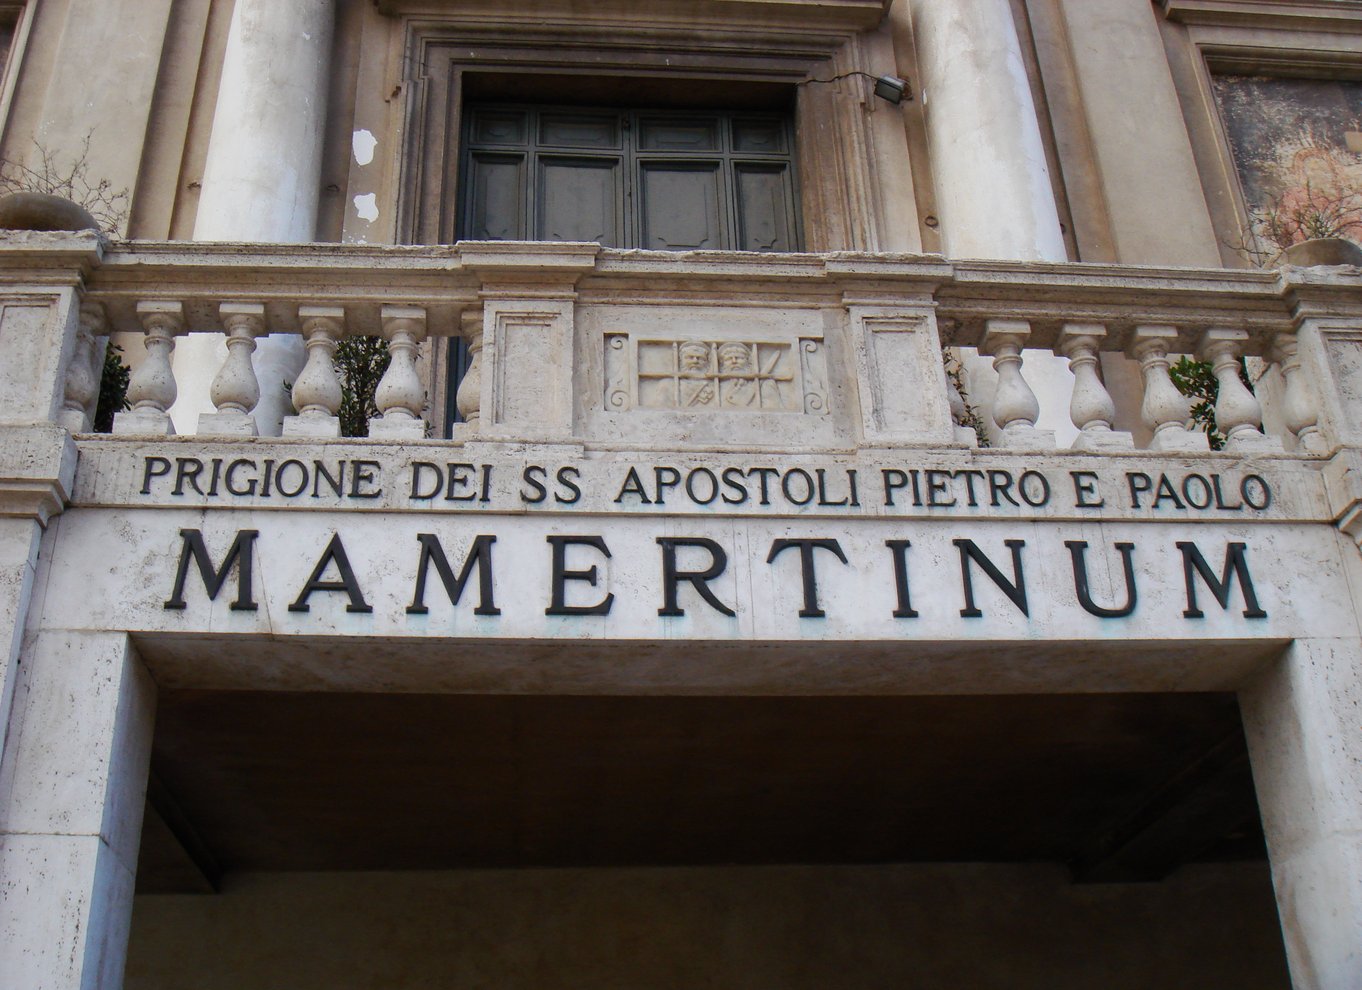 PRIGIONE DEI SS APOSTOLI PIETRO E PAOLO
MAMERTINUM